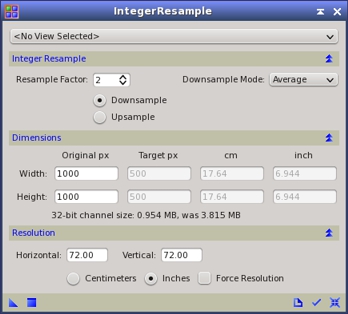 IntegerResample
<No View Selected>
Integer Resample
Resample Factor: 2 Downsample Mode: Average
Downsample
Upsample
Dimensions
Original px Target px cm inch
Width: 1000 500 17.64 6.944
Height: 1000 500 17.64 6.944
32-bit channel size: 0.954 MB, was 3.815 MB
Resolution
Horizontal: 72.00 Vertical: 72.00
Centimeters Inches Force Resolution